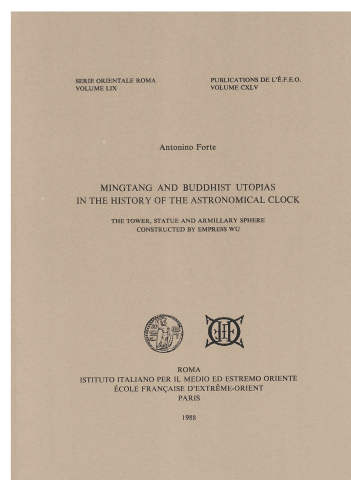 SERIE ORIENTALE ROMA
VOLUME LIX
PUBLICATIONS DE L'É.F.E.O.
VOLUME CXLV
Antonino Forte
MINGTANG AND BUDDHIST UTOPIAS
IN THE HISTORY OF THE ASTRONOMICAL CLOCK
THE TOWER, STATUE AND ARMILLARY SPHERE
CONSTRUCTED BY EMPRESS WU
ROMA
ISTITUTO ITALIANO PER IL MEDIO ED ESTREMO ORIENTE
ÉCOLE FRANÇAISE D'EXTRÊME-ORIENT
PARIS
1988